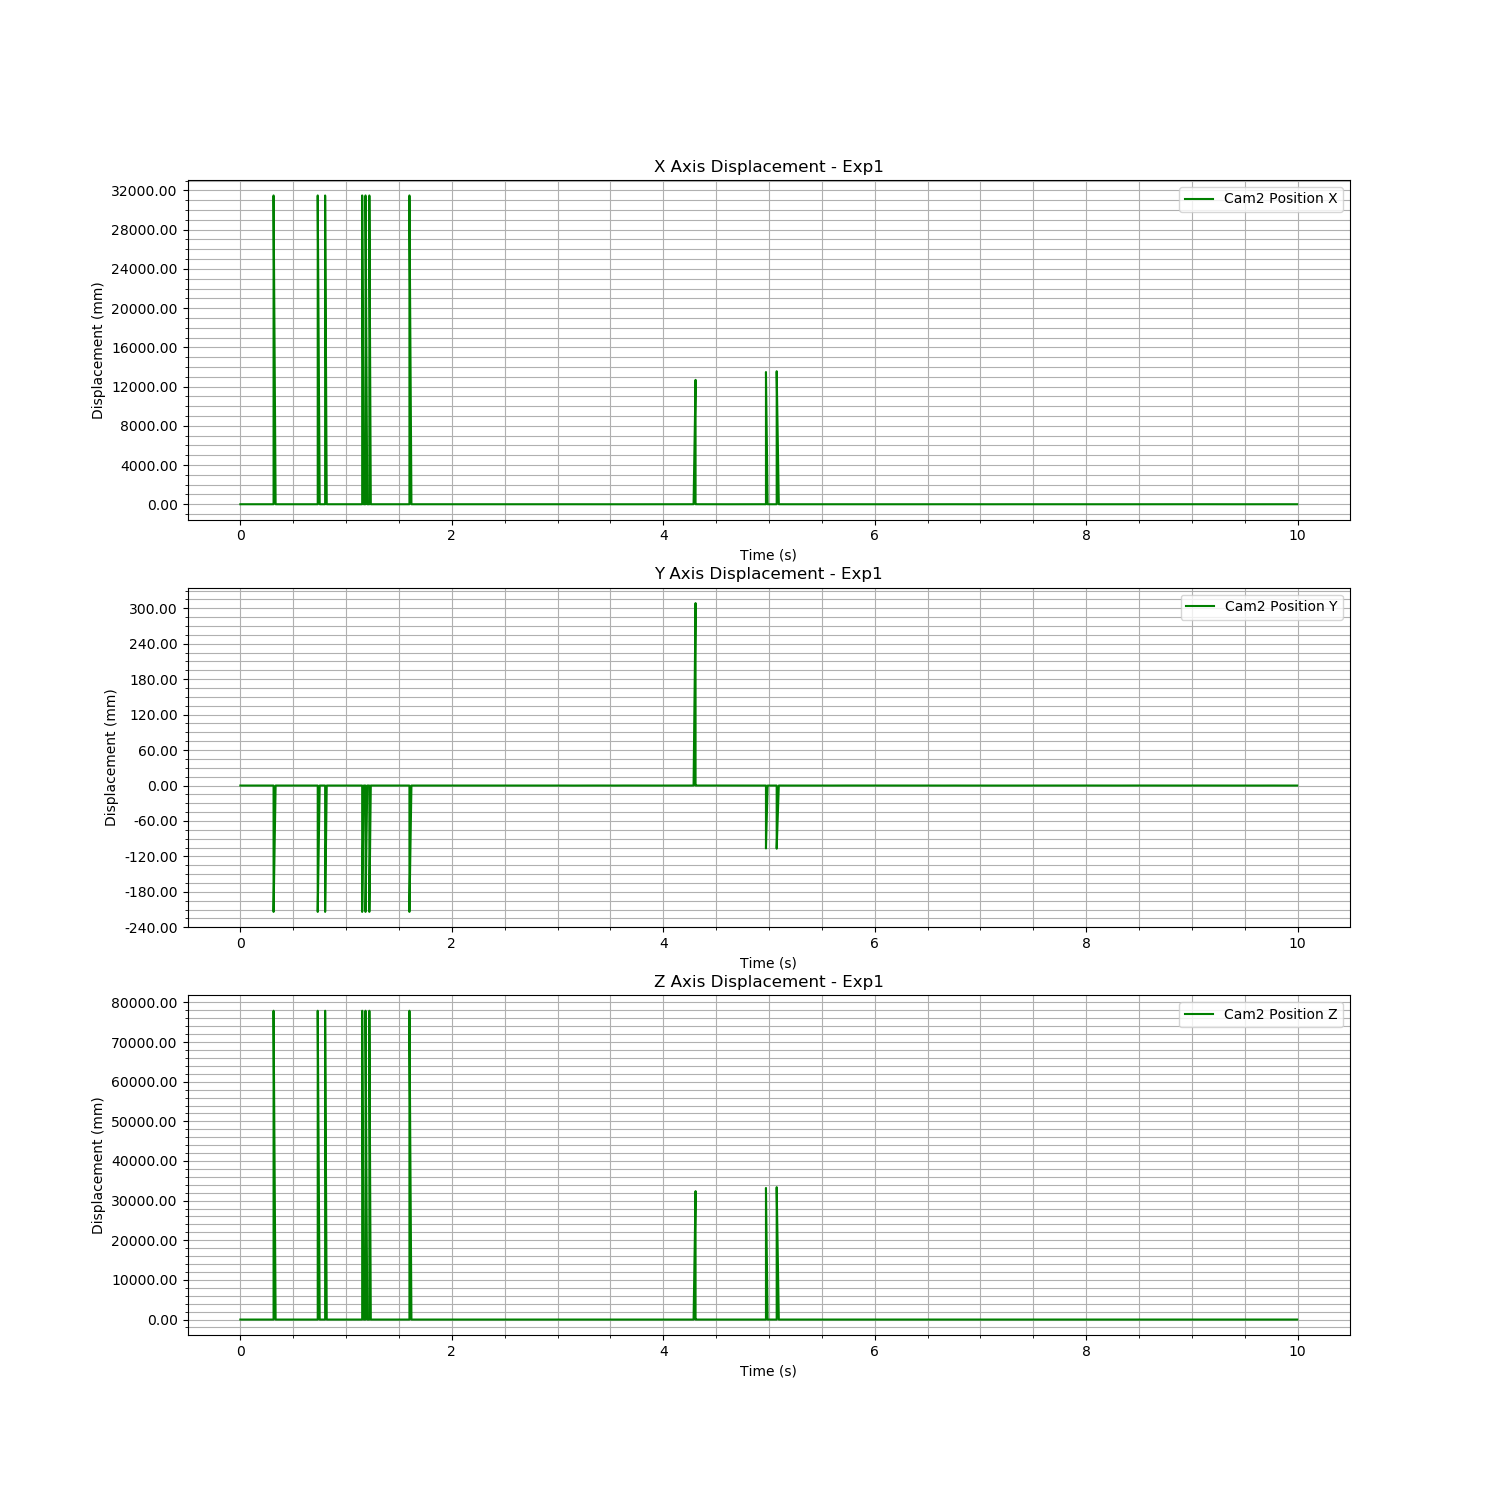 X Axis Displacement - Exp1
32000.00
28000.00
24000.00
20000.00
16000.00
12000.00
8000.00
4000.00
0.00
Displacement (mm)
Cam2 Position X
0 2 4 6 8 10
Time (s)
Y Axis Displacement - Exp1
300.00
240.00
180.00
120.00
60.00
0.00
-60.00
-120.00
-180.00
-240.00
Displacement (mm)
Cam2 Position Y
0 2 4 6 8 10
Time (s)
Z Axis Displacement - Exp1
80000.00
70000.00
60000.00
50000.00
40000.00
30000.00
20000.00
10000.00
0.00
Displacement (mm)
Cam2 Position Z
0 2 4 6 8 10
Time (s)